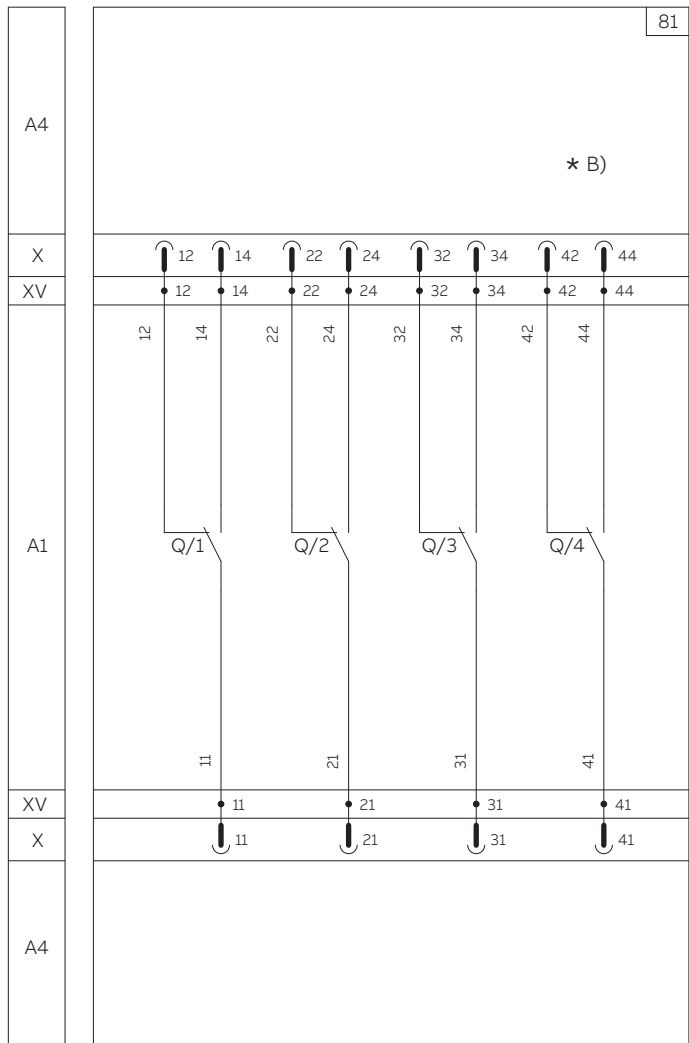 81
A4
* B)
X 12 14 22 24 32 34 42 44
XV 12 14 22 24 32 34 42 44
12 14 22 24 32 34 42 44
A1 Q/1 Q/2 Q/3 Q/4
11 21 31 41
XV 11 21 31 41
X 11 21 31 41
A4